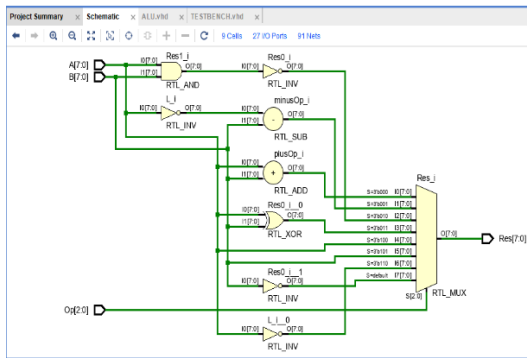 Project Summary × Schematic × ALU.vhd × TESTBENCH.vhd ×
9 Cells 27 I/O Ports 91 Nets
A[7:0]
B[7:0]
Res1_i
I0[7:0] O[7:0]
I1[7:0]
RTL_AND
Res0_i
I0[7:0] O[7:0]
RTL_INV
L_i
I0[7:0] O[7:0]
RTL_INV
minusOp_i
I0[7:0] O[7:0]
I1[7:0]
-
RTL_SUB
plusOp_i
I0[7:0] O[7:0]
I1[7:0]
+
RTL_ADD
Res0_i__0
I0[7:0] O[7:0]
I1[7:0]
RTL_XOR
Res0_i__1
I0[7:0] O[7:0]
RTL_INV
L_i__0
I0[7:0] O[7:0]
RTL_INV
Op[2:0]
Res_i
S=3'b000 I0[7:0]
S=3'b001 I1[7:0]
S=3'b010 I2[7:0]
S=3'b011 I3[7:0]
S=3'b100 I4[7:0]
S=3'b101 I5[7:0]
S=3'b110 I6[7:0]
S=default I7[7:0]
O[7:0]
S[2:0]
RTL_MUX
Res[7:0]